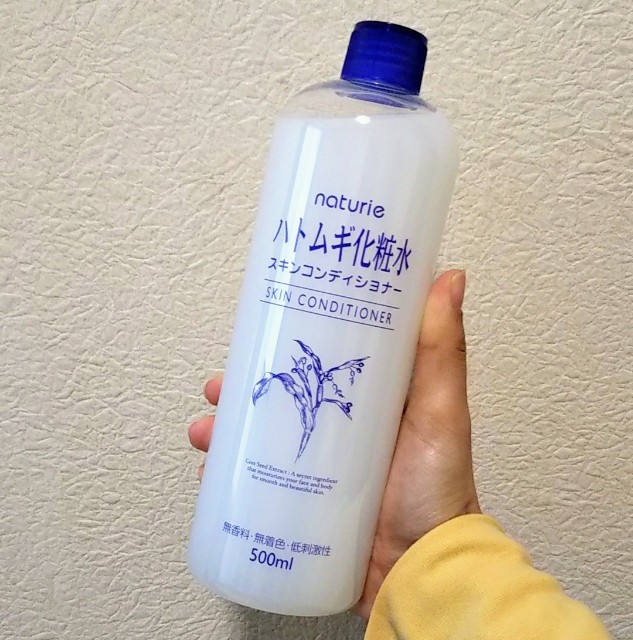 naturie
ハトムギ化粧水
スキンコンディショナー
SKIN CONDITIONER
Coix Seed Extract : A secret ingredient
that moisturizes your face and body
for smooth and beautiful skin.
無香料・無着色・低刺激性
500ml